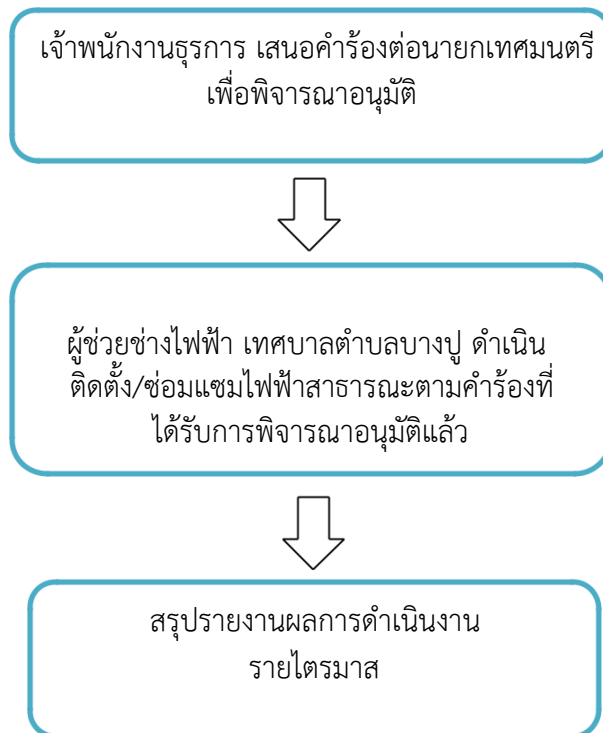 เจ้าพนักงานธุรการ เสนอคำร้องต่อนายกเทศมนตรี
เพื่อพิจารณาอนุมัติ
ผู้ช่วยช่างไฟฟ้า เทศบาลตำบลบางปู ดำเนิน
ติดตั้ง/ซ่อมแซมไฟฟ้าสาธารณะตามคำร้องที่
ได้รับการพิจารณาอนุมัติแล้ว
สรุปรายงานผลการดำเนินงาน
รายไตรมาส